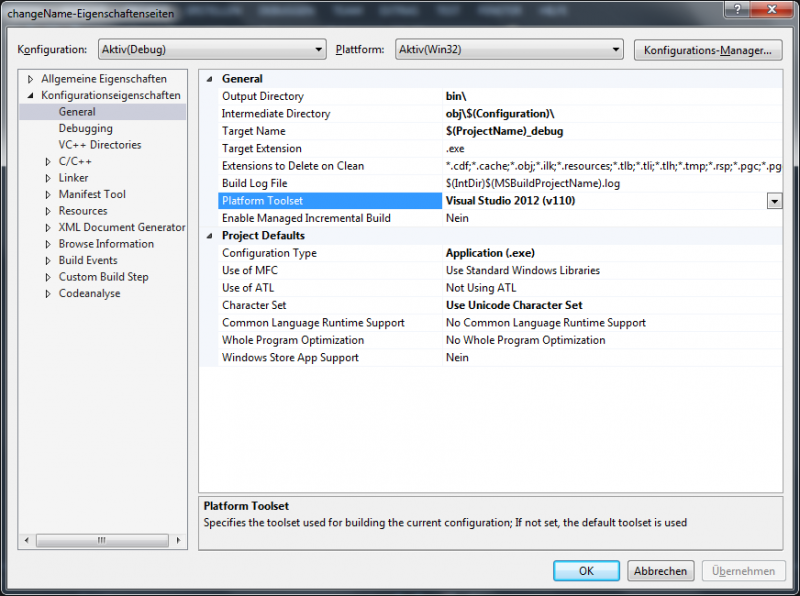 changeName-Eigenschaftenseiten
Konfiguration: Aktiv(Debug) Plattform: Aktiv(Win32) Konfigurations-Manager...
Allgemeine Eigenschaften
Konfigurationseigenschaften
General
Debugging
VC++ Directories
C/C++
Linker
Manifest Tool
Resources
XML Document Generator
Browse Information
Build Events
Custom Build Step
Codeanalyse
General
Output Directory bin\
Intermediate Directory obj\$(Configuration)\
Target Name $(ProjectName)_debug
Target Extension .exe
Extensions to Delete on Clean *.cdf;*.cache;*.obj;*.ilk;*.resources;*.tlb;*.tli;*.tlh;*.tmp;*.rsp;*.pgc;*.pg
Build Log File $(IntDir)$(MSBuildProjectName).log
Platform Toolset Visual Studio 2012 (v110)
Enable Managed Incremental Build Nein
Project Defaults
Configuration Type Application (.exe)
Use of MFC Use Standard Windows Libraries
Use of ATL Not Using ATL
Character Set Use Unicode Character Set
Common Language Runtime Support No Common Language Runtime Support
Whole Program Optimization No Whole Program Optimization
Windows Store App Support Nein
Platform Toolset
Specifies the toolset used for building the current configuration; If not set, the default toolset is used
OK Abbrechen Übernehmen